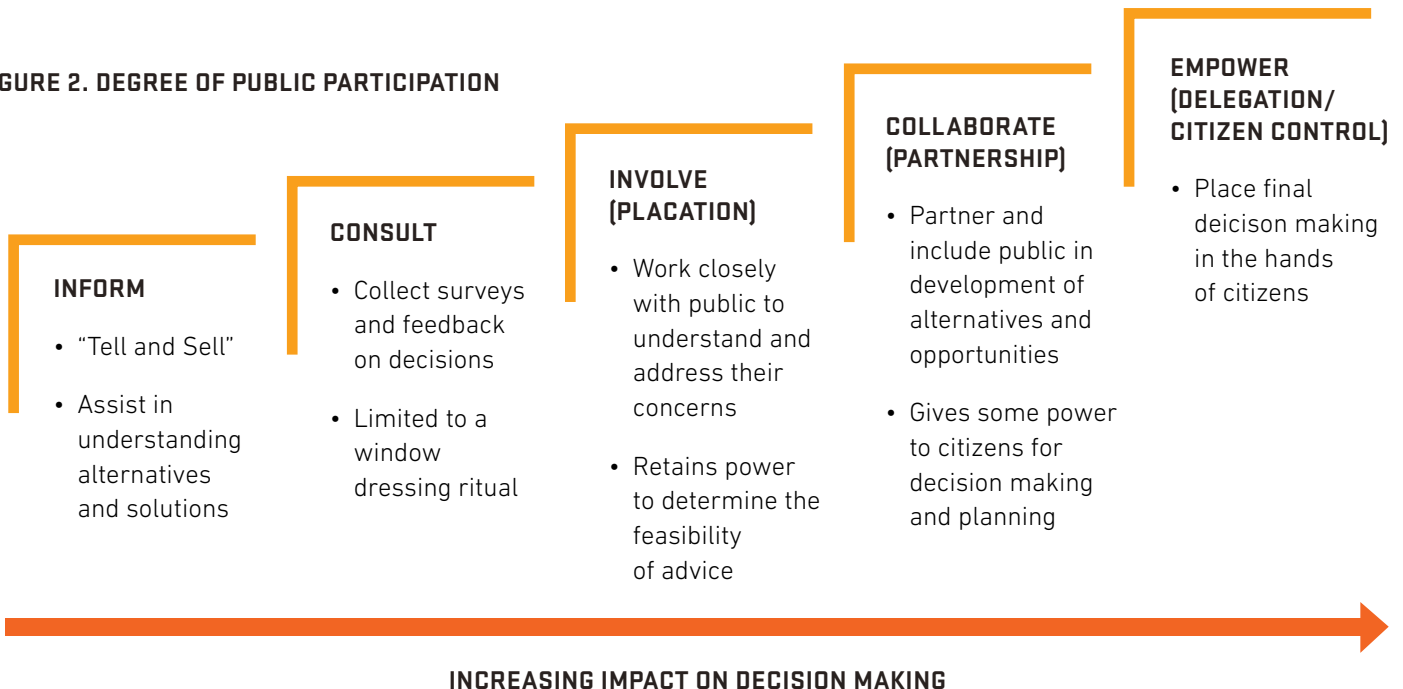 GURE 2. DEGREE OF PUBLIC PARTICIPATION
INFORM
• “Tell and Sell”
• Assist in
understanding
alternatives
and solutions
CONSULT
• Collect surveys
and feedback
on decisions
• Limited to a
window
dressing ritual
INVOLVE
(PLACATION)
• Work closely
with public to
understand and
address their
concerns
• Retains power
to determine the
feasibility
of advice
COLLABORATE
(PARTNERSHIP)
• Partner and
include public in
development of
alternatives and
opportunities
• Gives some power
to citizens for
decision making
and planning
EMPOWER
(DELEGATION/
CITIZEN CONTROL)
• Place final
deicison making
in the hands
of citizens
INCREASING IMPACT ON DECISION MAKING